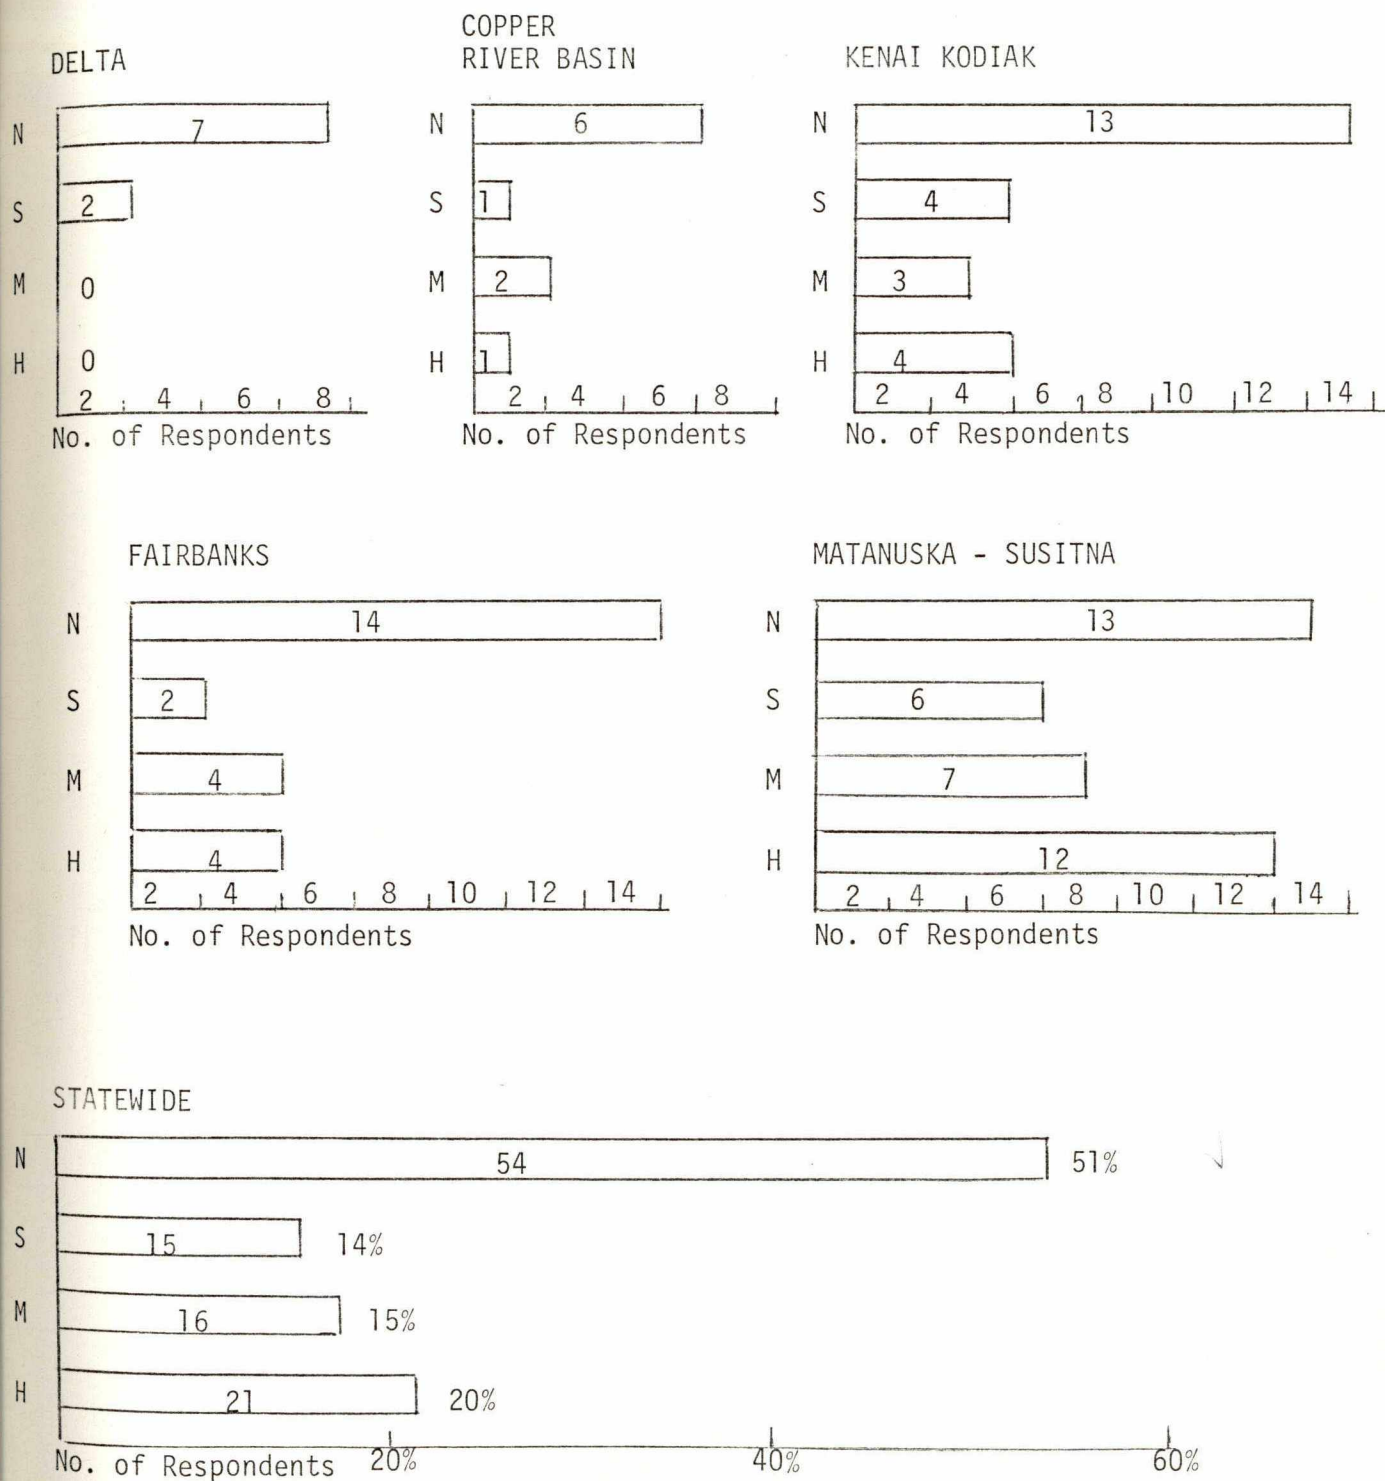 DELTA
N 7
S 2
M 0
H 0
2 4 6 8
No. of Respondents
COPPER
RIVER BASIN
N 6
S 1
M 2
H 1
2 4 6 8
No. of Respondents
KENAI KODIAK
N 13
S 4
M 3
H 4
2 4 6 8 10 12 14
No. of Respondents
FAIRBANKS
N 14
S 2
M 4
H 4
2 4 6 8 10 12 14
No. of Respondents
MATANUSKA - SUSITNA
N 13
S 6
M 7
H 12
2 4 6 8 10 12 14
No. of Respondents
STATEWIDE
N 54 51%
S 15 14%
M 16 15%
H 21 20%
No. of Respondents 20% 40% 60%